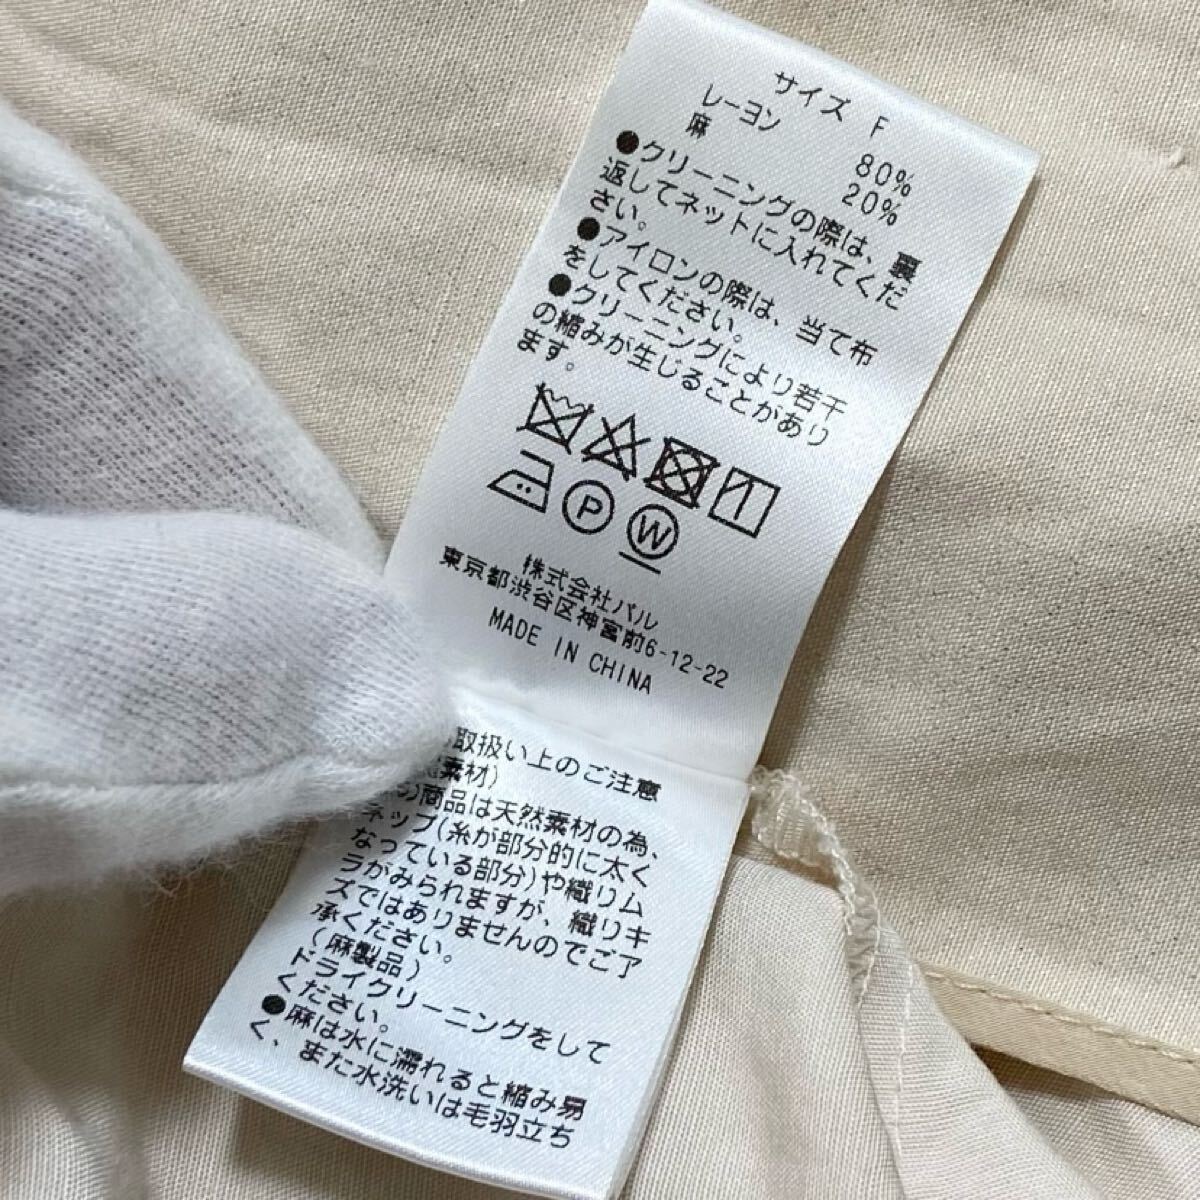 サイズ F
レーヨン 80%
麻 20%
●クリーニングの際は、裏
返してネットに入れてくだ
さい。
●アイロンの際は、当て布
をしてください。
●クリーニングにより若干
の縮みが生じることがあり
ます。
P W
株式会社パル
東京都渋谷区神宮前6-12-22
MADE IN CHINA
取扱い上のご注意
素材)
商品は天然素材の為、
ネップ(糸が部分的に太く
なっている部分)や織りム
ラがみられますが、織りキ
ズではありませんのでご了
承ください。
(麻製品)
ドライクリーニングをして
ください。
●麻は水に濡れると縮み易
く、また水洗いは毛羽立ち